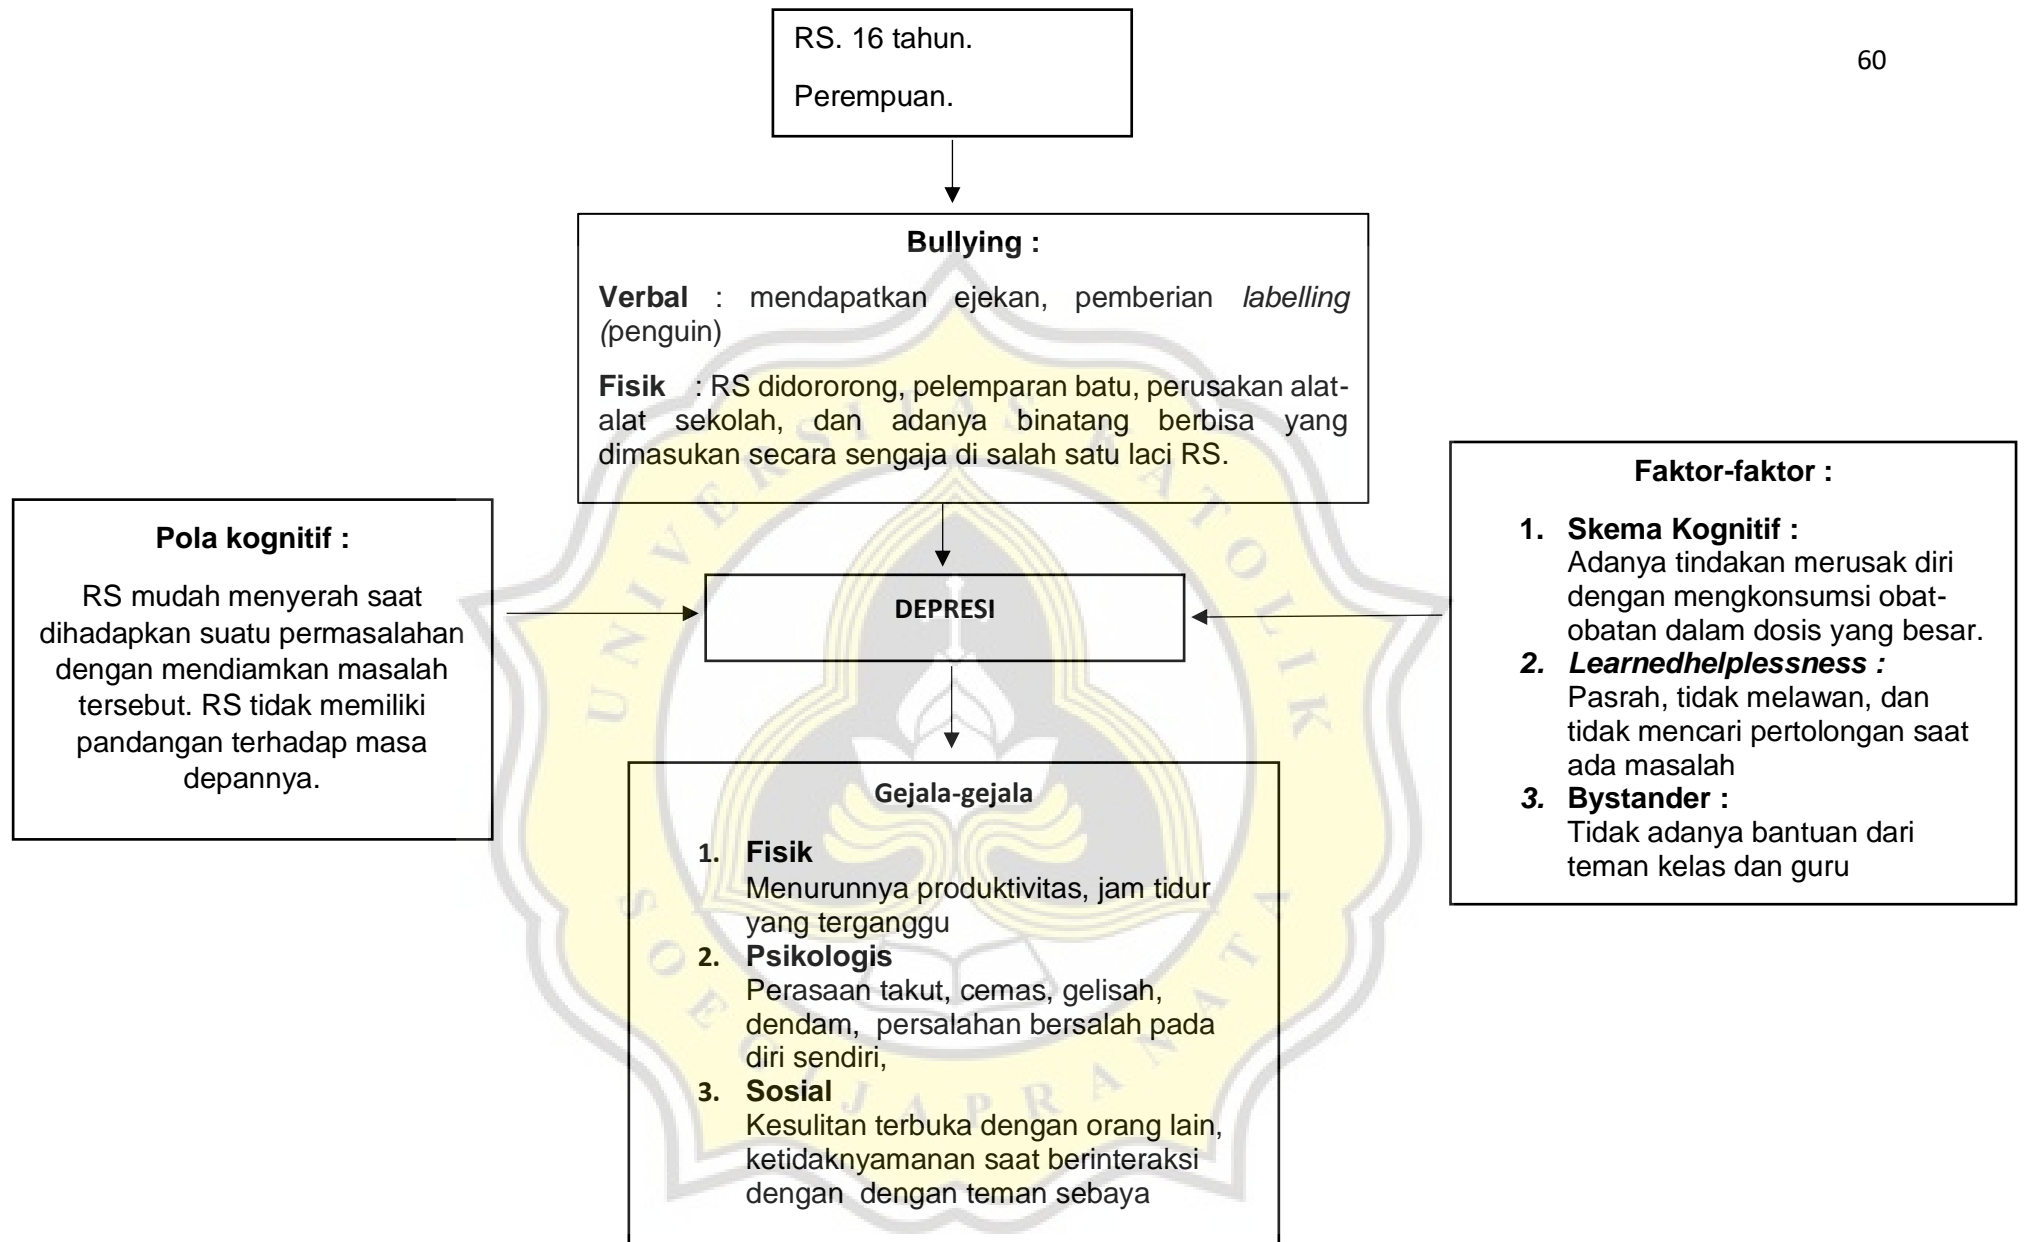 60
RS. 16 tahun.
Perempuan.
Bullying :
Verbal : mendapatkan ejekan, pemberian labelling
(penguin)
Fisik : RS didororong, pelemparan batu, perusakan alat-
alat sekolah, dan adanya binatang berbisa yang
dimasukan secara sengaja di salah satu laci RS.
Pola kognitif :
RS mudah menyerah saat
dihadapkan suatu permasalahan
dengan mendiamkan masalah
tersebut. RS tidak memiliki
pandangan terhadap masa
depannya.
DEPRESI
Faktor-faktor :
1. Skema Kognitif :
Adanya tindakan merusak diri
dengan mengkonsumsi obat-
obatan dalam dosis yang besar.
2. Learnedhelplessness :
Pasrah, tidak melawan, dan
tidak mencari pertolongan saat
ada masalah
3. Bystander :
Tidak adanya bantuan dari
teman kelas dan guru
Gejala-gejala
1. Fisik
Menurunnya produktivitas, jam tidur
yang terganggu
2. Psikologis
Perasaan takut, cemas, gelisah,
dendam, persalahan bersalah pada
diri sendiri,
3. Sosial
Kesulitan terbuka dengan orang lain,
ketidaknyamanan saat berinteraksi
dengan dengan teman sebaya
UNIVERSITAS KATOLIK
SOEGIJAPRANATA